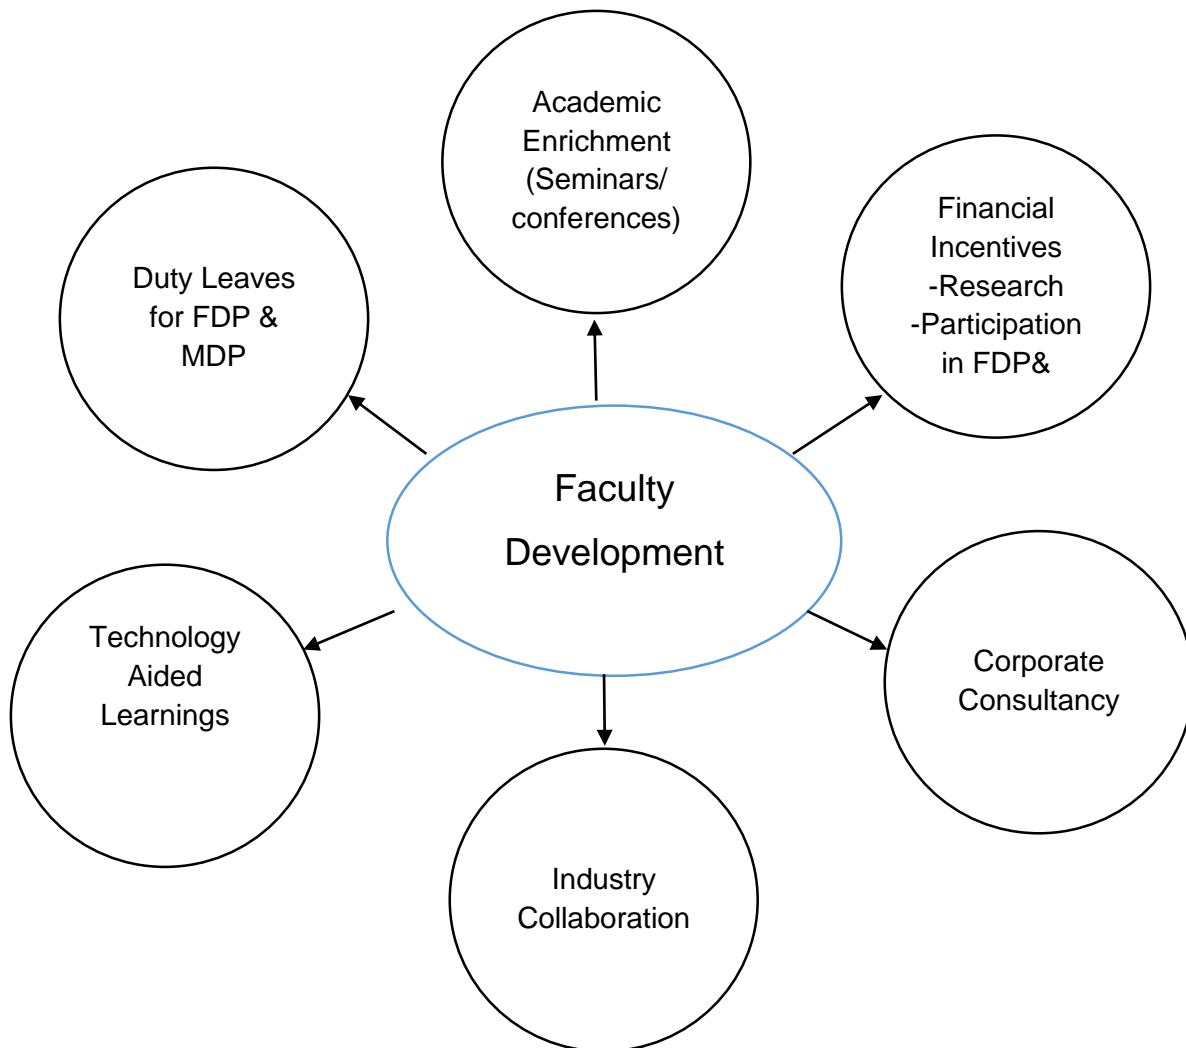 Academic
Enrichment
(Seminars/
conferences)
Financial
Incentives
-Research
-Participation
in FDP&
Duty Leaves
for FDP &
MDP
Faculty
Development
Technology
Aided
Learnings
Corporate
Consultancy
Industry
Collaboration